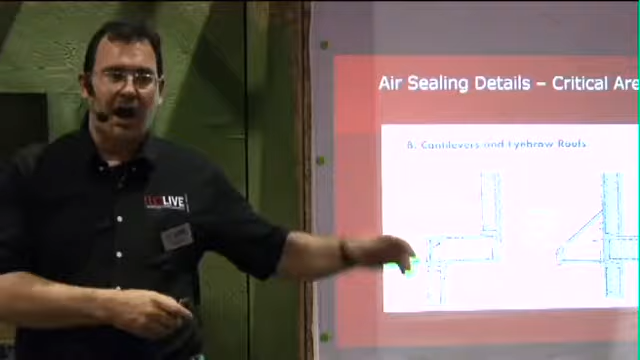 Air Sealing Details – Critical Are
B. Cantilevers and Eyebrow Roofs
LIVE